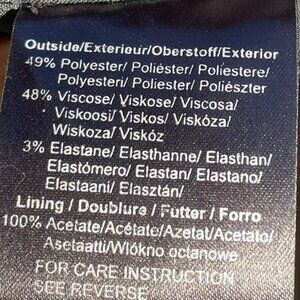 Outside/Exterieur/Oberstoff/Exterior
49% Polyester/ Poliéster/ Poliestere/
Polyesteri/ Poliester/ Poliészter
48% Viscose/ Viskose/ Viscosa/
Viskoosi/ Viskos/ Viskóza/
Wiskoza/ Viskóz
3% Elastane/ Elasthanne/ Elasthan/
Elastómero/ Elastan/ Elastano/
Elastaani/ Elasztán/
Lining / Doublure / Futter / Forro
100% Acetate/Acétate/Azetat/Acetato/
Asetaatti/Wlókno octanowe
FOR CARE INSTRUCTION
SEE REVERSE